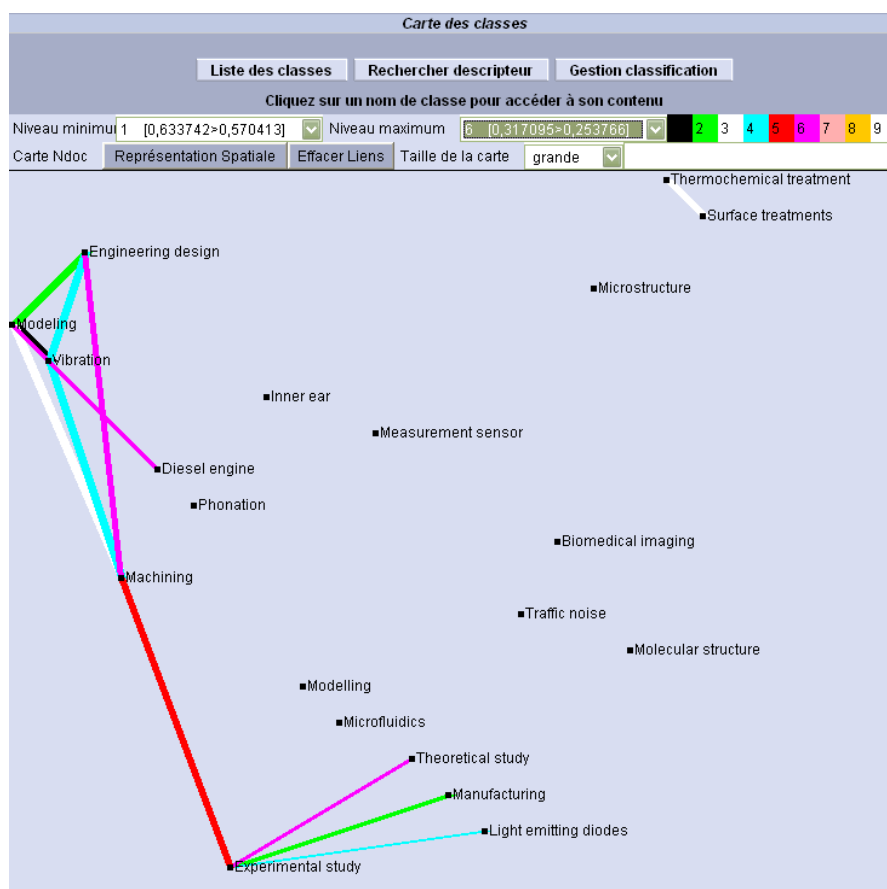 Carte des classes
Liste des classes Rechercher descripteur Gestion classification
Cliquez sur un nom de classe pour accéder à son contenu
Niveau minimu 1 [0,633742>0,570413] Niveau maximum 6 [0,317095>0,253766] 2 3 4 5 6 7 8 9
Carte Ndoc Représentation Spatiale Effacer Liens Taille de la carte grande
Thermochemical treatment
Surface treatments
Engineering design
Microstructure
Modeling
Vibration
Inner ear
Measurement sensor
Diesel engine
Phonation
Biomedical imaging
Machining
Traffic noise
Molecular structure
Modelling
Microfluidics
Theoretical study
Manufacturing
Light emitting diodes
Experimental study